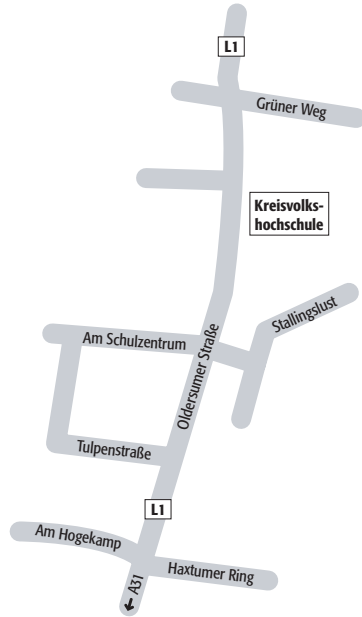 L1
Grüner Weg
Kreisvolks-
hochschule
Stallingslust
Am Schulzentrum
Oldersumer Straße
Tulpenstraße
L1
Am Hogekamp
Haxtumer Ring
A31